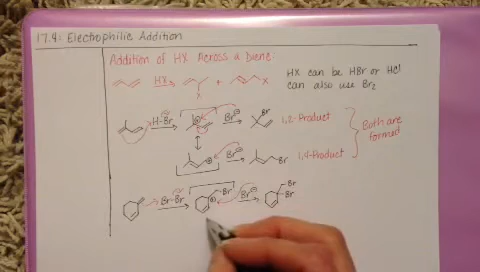 17.4: Electrophilic Addition
Addition of HX Across a Diene:
HX
X
X
HX can be HBr or HCl
can also use Br2
H-Br
Br⊖
Br
1,2-Product
Both are
formed
Br⊖
Br
1,4-Product
Br-Br
Br
Br⊖
Br
Br